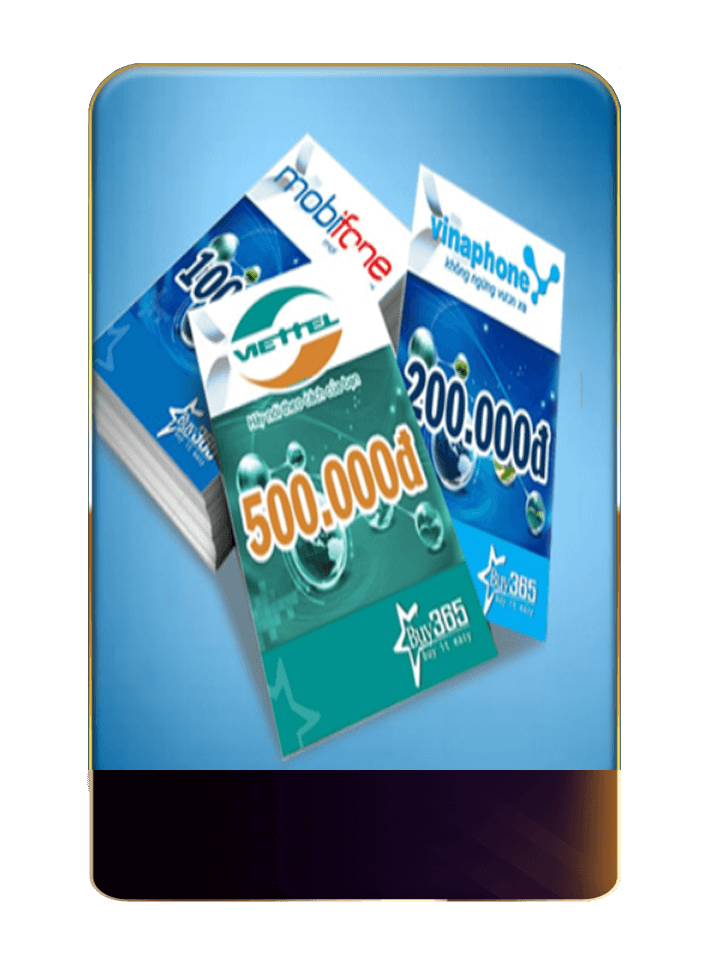 mobifone
100
vinaphone
không ngừng vươn xa
200.000đ
Buy365
buy it easy
VIETTEL
Hãy nói theo cách của bạn
500.000đ
Buy365
buy it easy